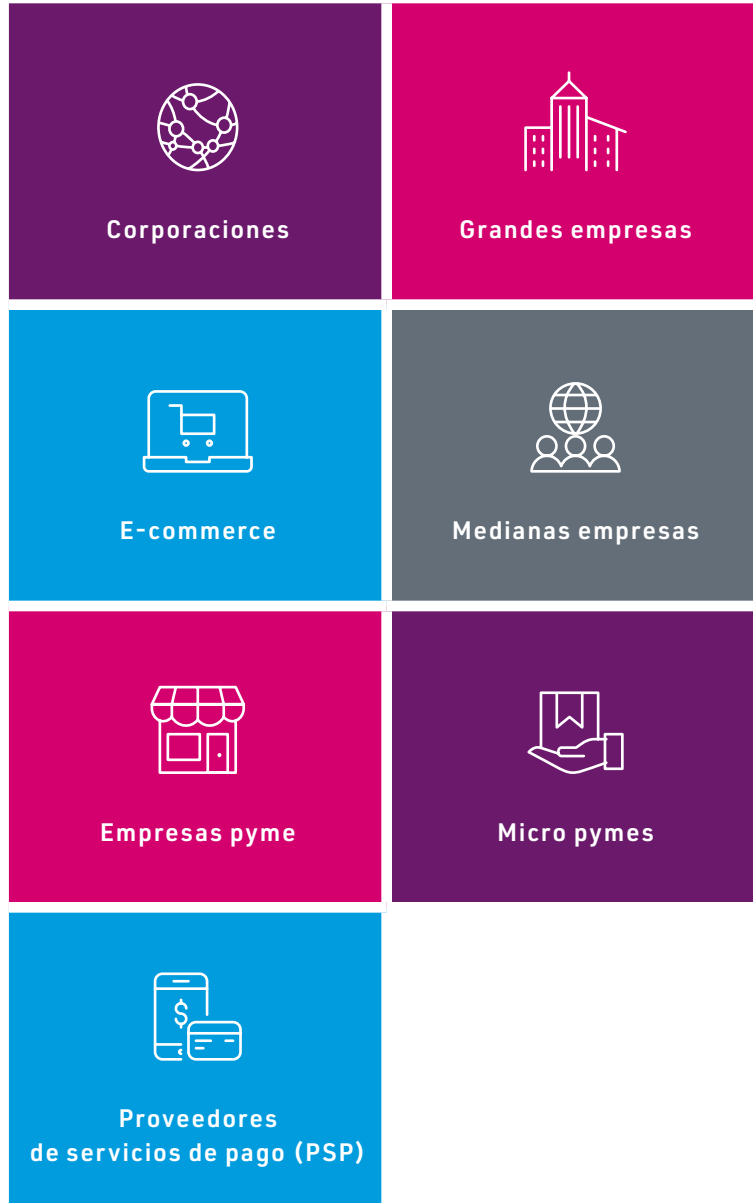 Corporaciones
Grandes empresas
E-commerce
Medianas empresas
Empresas pyme
Micro pymes
$
Proveedores
de servicios de pago (PSP)